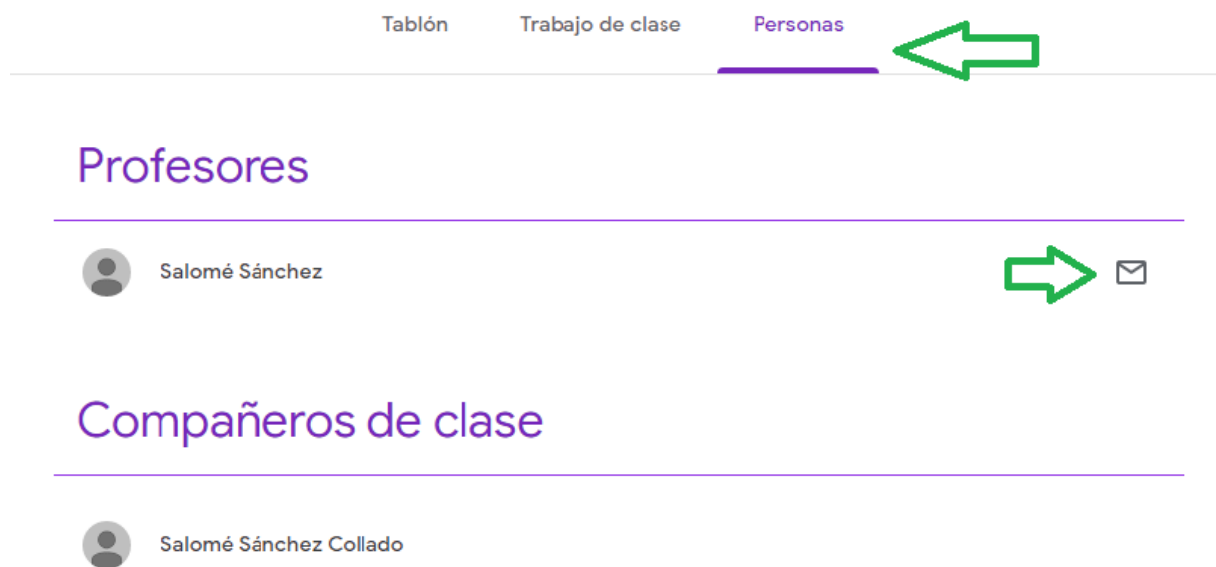 Tablón Trabajo de clase Personas
Profesores
Salomé Sánchez
Compañeros de clase
Salomé Sánchez Collado